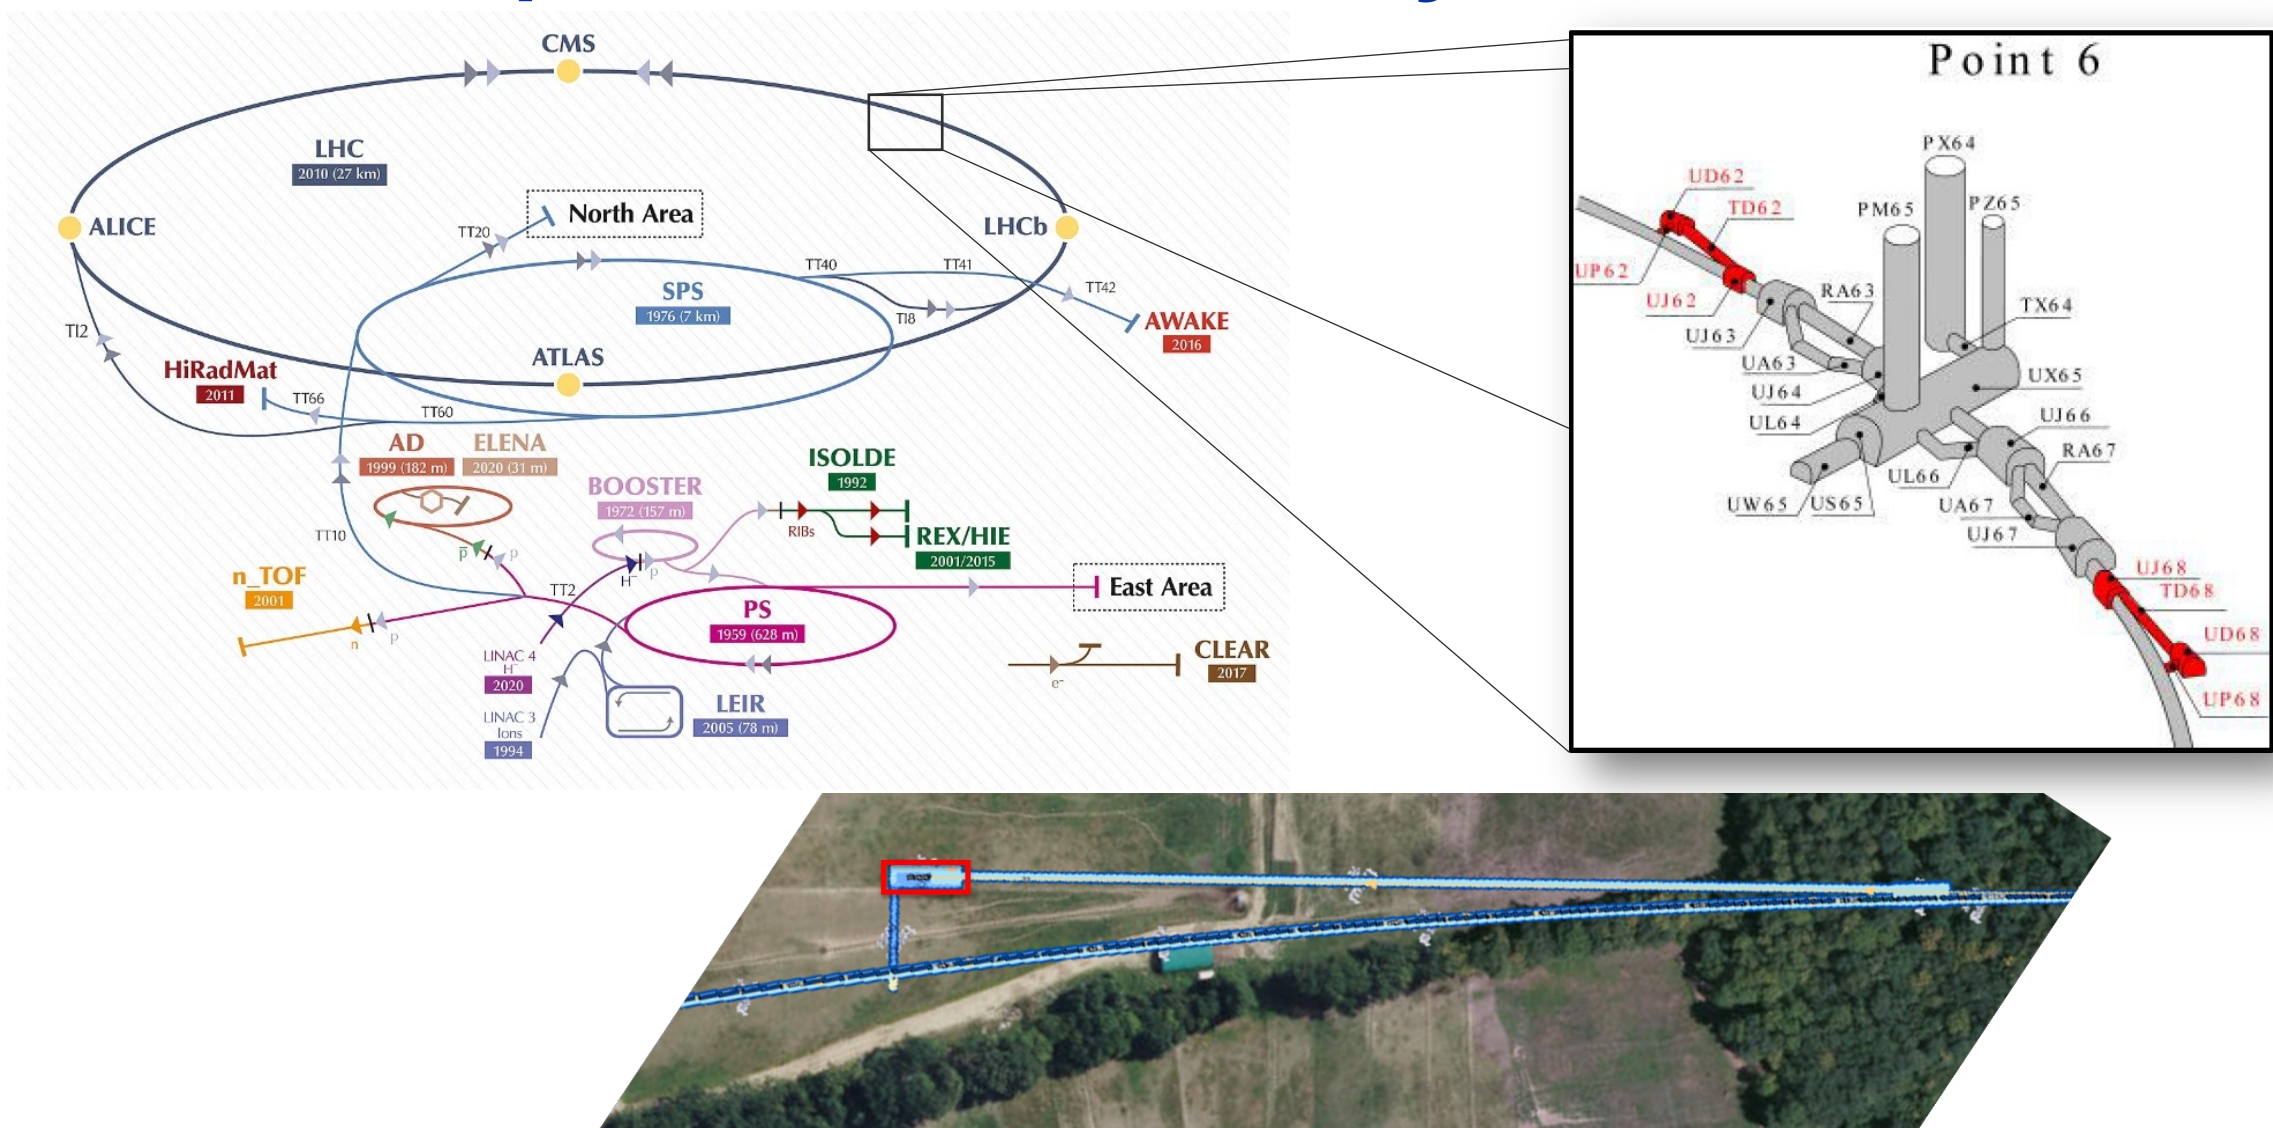 CMS
LHC
2010 (27 km)
North Area
TT20
ALICE
LHCb
TT40
TT41
TT42
SPS
1976 (7 km)
TI8
TI2
AWAKE
2016
ATLAS
HiRadMat
2011
TT66
TT60
AD
1999 (182 m)
ELENA
2020 (31 m)
ISOLDE
1992
BOOSTER
1972 (157 m)
RIBs
REX/HIE
2001/2015
TT10
p̅
p
H⁻
p
n_TOF
2001
TT2
East Area
PS
1959 (628 m)
n
p
LINAC 4
H⁻
2020
CLEAR
2017
e⁻
LEIR
2005 (78 m)
LINAC 3
Ions
1994
Point 6
PX64
UD62
TD62
PM65
PZ65
UP62
UJ62
RA63
TX64
UJ63
UA63
UX65
UJ64
UL64
UJ66
RA67
UL66
UW65
US65
UA67
UJ67
UJ68
TD68
UD68
UP68